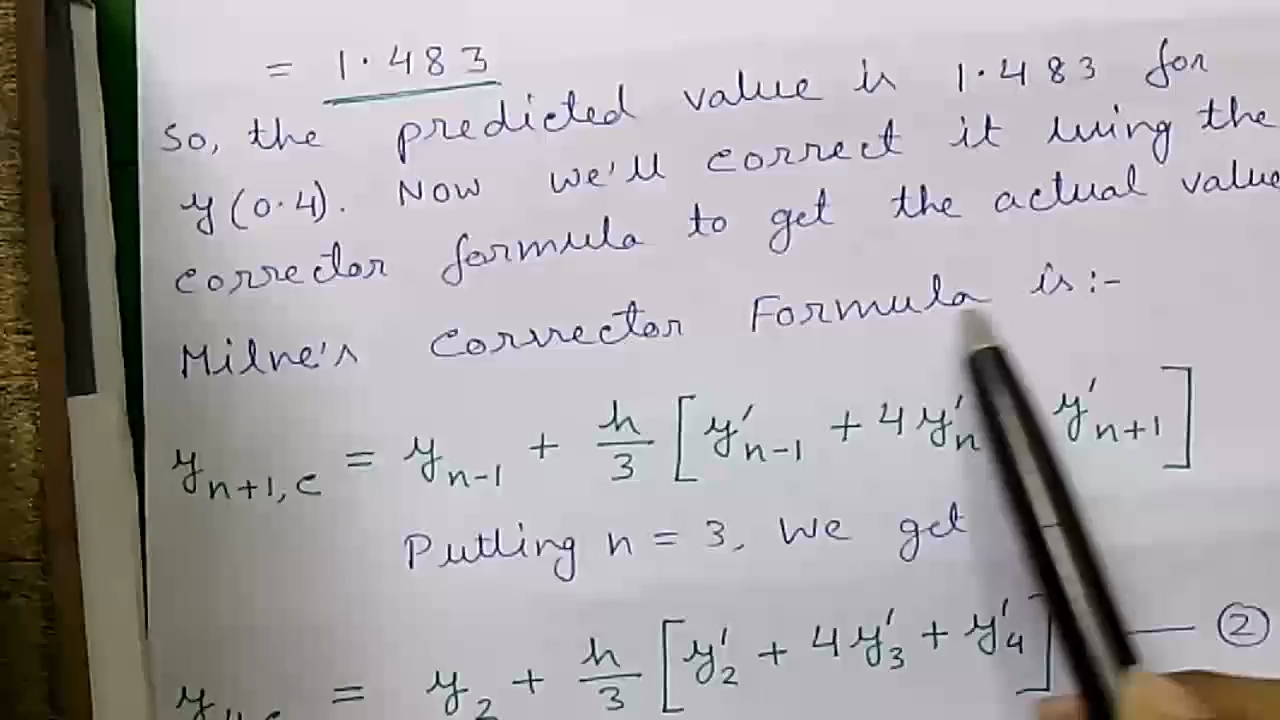 = 1.483
So, the predicted value is 1.483 for
y(0.4). Now we'll correct it using the
corrector formula to get the actual value
Milne's Corrector Formula is:-
y_{n+1,c} = y_{n-1} + h/3 [y'_{n-1} + 4y'_n y'_{n+1}]
Putting n = 3, we get
y_{4,c} = y_2 + h/3 [y'_2 + 4y'_3 + y'_4] — ②